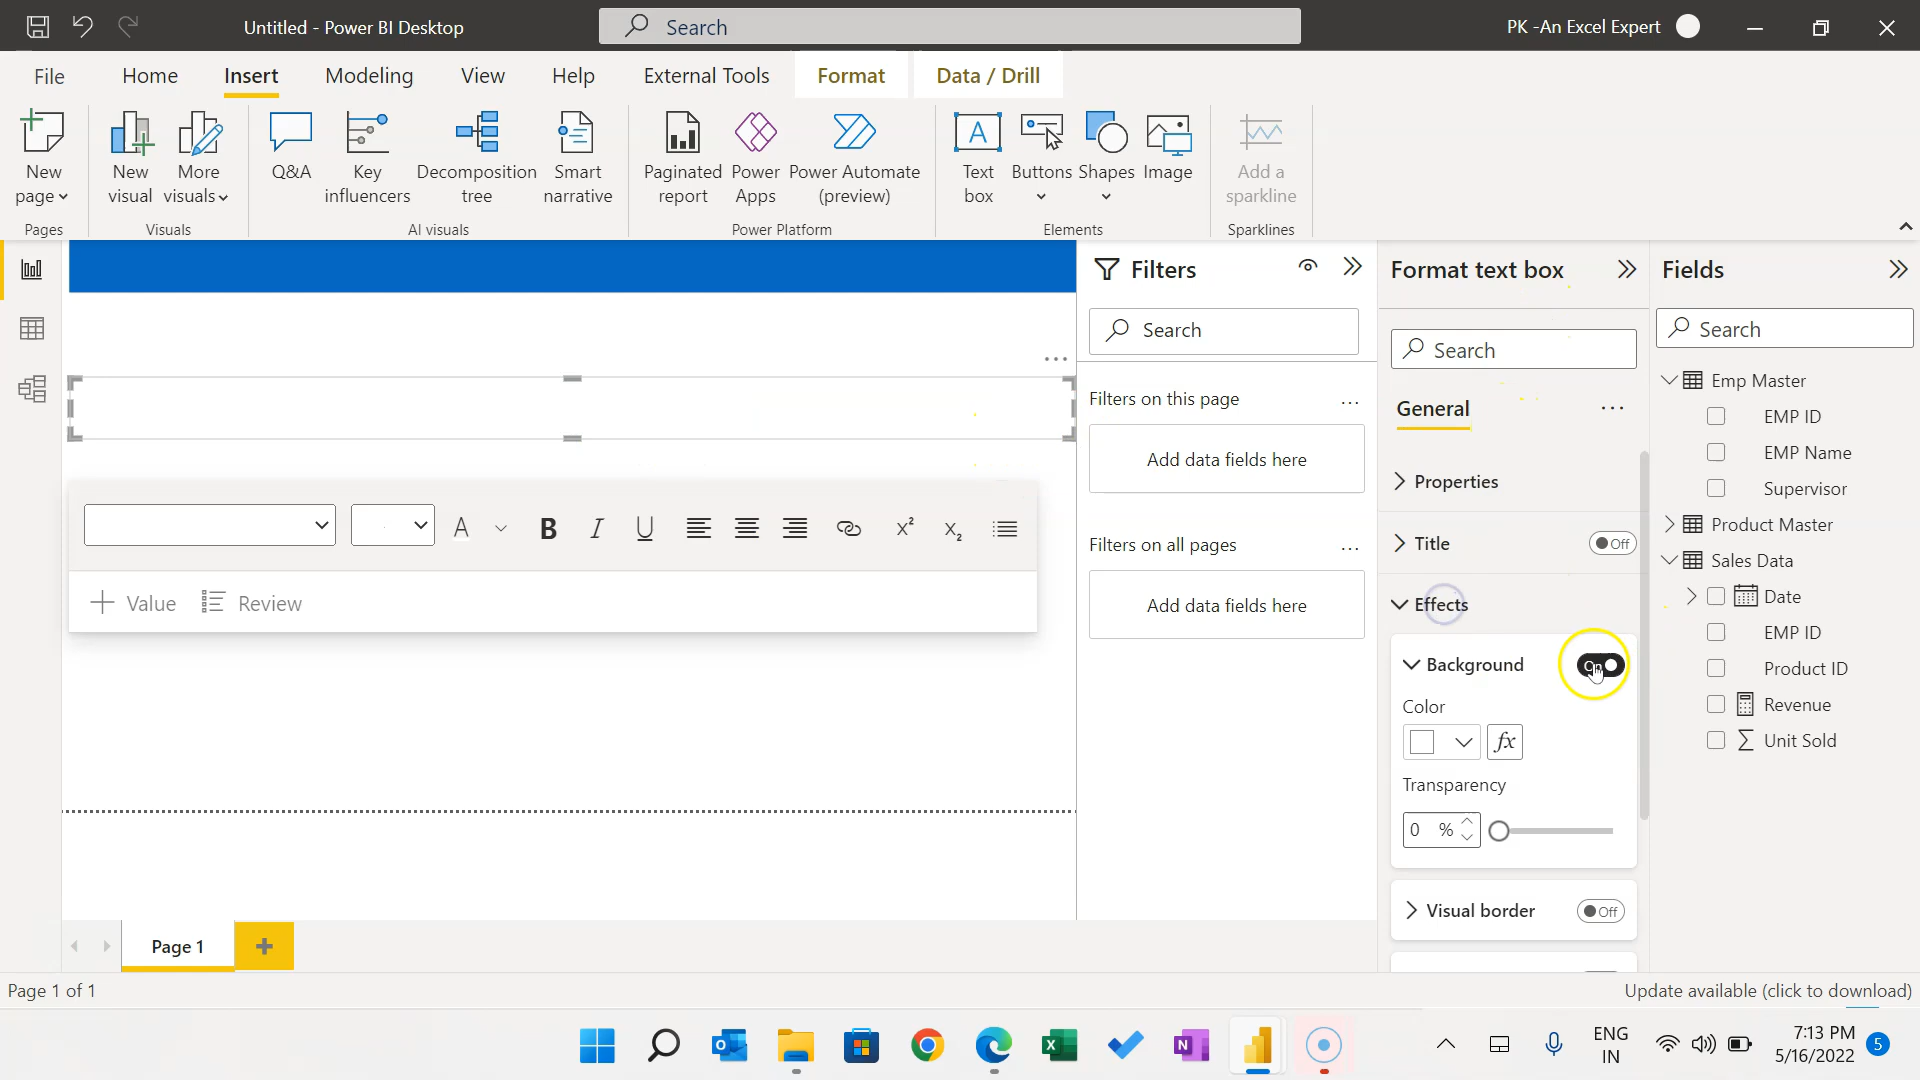 Untitled - Power BI Desktop
Search
PK -An Excel Expert
File
Home
Insert
Modeling
View
Help
External Tools
Format
Data / Drill
New
page
New
visual
More
visuals
Q&A
Key
influencers
Decomposition
tree
Smart
narrative
Paginated
report
Power
Apps
Power Automate
(preview)
Text
box
Buttons
Shapes
Image
Add a
sparkline
Pages
Visuals
AI visuals
Power Platform
Elements
Sparklines
Filters
Search
Filters on this page
Add data fields here
Filters on all pages
Add data fields here
Format text box
Search
General
Properties
Title
Off
Effects
Background
On
Color
fx
Transparency
0 %
Visual border
Off
Fields
Search
Emp Master
EMP ID
EMP Name
Supervisor
Product Master
Sales Data
Date
EMP ID
Product ID
Revenue
Unit Sold
A
B
I
U
x²
x₂
Value
Review
Page 1
Page 1 of 1
Update available (click to download)
ENG
IN
7:13 PM
5/16/2022
5